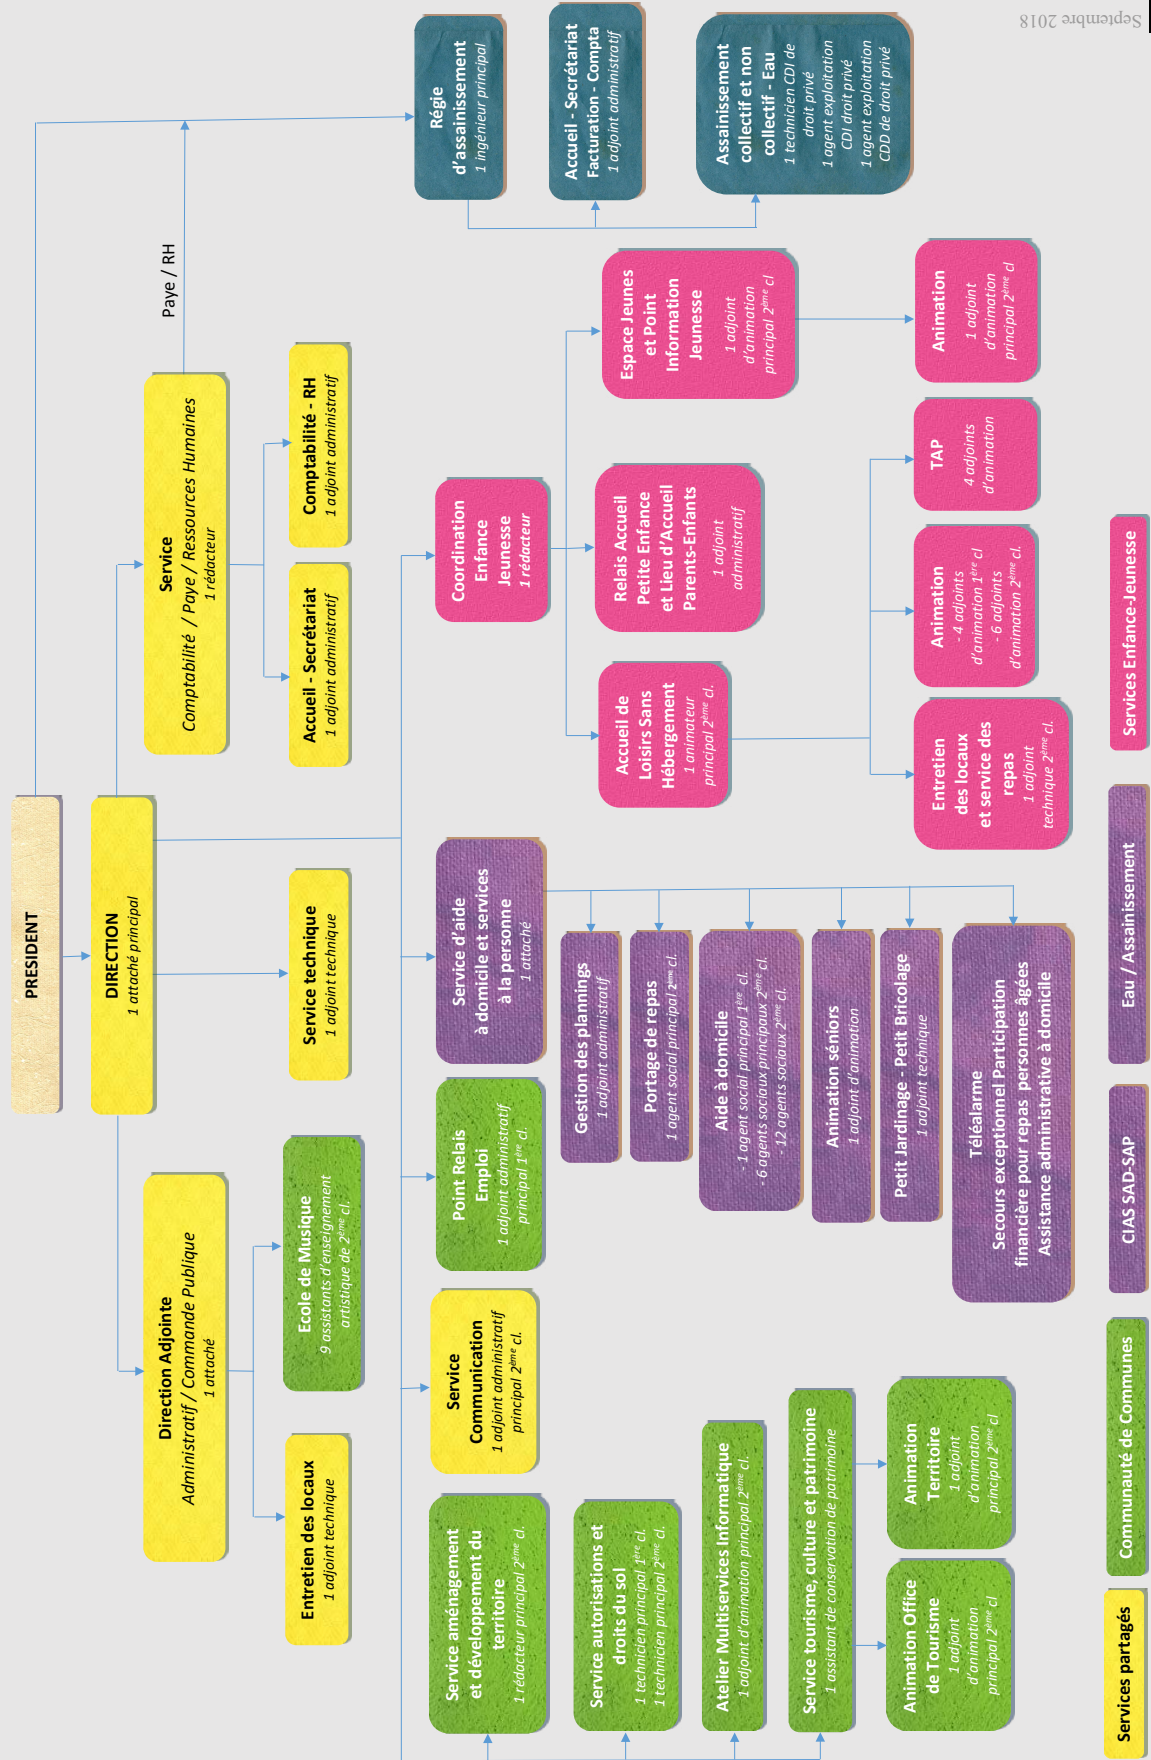 PRESIDENT
DIRECTION
1 attaché principal
Direction Adjointe
Administratif / Commande Publique
1 attaché
Service
Comptabilité / Paye / Ressources Humaines
1 rédacteur
Paye / RH
Entretien des locaux
1 adjoint technique
Ecole de Musique
9 assistants d'enseignement
artistique de 2ème cl.
Service technique
1 adjoint technique
Accueil - Secrétariat
1 adjoint administratif
Comptabilité - RH
1 adjoint administratif
Régie
d'assainissement
1 ingénieur principal
Accueil - Secrétariat
Facturation - Compta
1 adjoint administratif
Assainissement
collectif et non
collectif - Eau
1 technicien CDI de
droit privé
1 agent exploitation
CDI droit privé
1 agent exploitation
CDD de droit privé
Service aménagement
et développement du
territoire
1 rédacteur principal 2ème cl.
Service autorisations et
droits du sol
1 technicien principal 1ère cl.
1 technicien principal 2ème cl.
Atelier Multiservices Informatique
1 adjoint d'animation principal 2ème cl.
Service tourisme, culture et patrimoine
1 assistant de conservation de patrimoine
Animation Office
de Tourisme
1 adjoint
d'animation
principal 2ème cl
Animation
Territoire
1 adjoint
d'animation
principal 2ème cl
Service
Communication
1 adjoint administratif
principal 2ème cl.
Point Relais
Emploi
1 adjoint administratif
principal 1ère cl.
Service d'aide
à domicile et services
à la personne
1 attaché
Gestion des plannings
1 adjoint administratif
Portage de repas
1 agent social principal 2ème cl.
Aide à domicile
- 1 agent social principal 1ère cl.
- 6 agents sociaux principaux 2ème cl.
- 12 agents sociaux 2ème cl.
Animation séniors
1 adjoint d'animation
Petit Jardinage - Petit Bricolage
1 adjoint technique
Téléalarme
Secours exceptionnel Participation
financière pour repas personnes âgées
Assistance administrative à domicile
Coordination
Enfance
Jeunesse
1 rédacteur
Accueil de
Loisirs Sans
Hébergement
1 animateur
principal 2ème cl.
Relais Accueil
Petite Enfance
et Lieu d'Accueil
Parents-Enfants
1 adjoint
administratif
Espace Jeunes
et Point
Information
Jeunesse
1 adjoint
d'animation
principal 2ème cl
Entretien
des locaux
et service des
repas
1 adjoint
technique 2ème cl.
Animation
- 4 adjoints
d'animation 1ère cl
- 6 adjoints
d'animation 2ème cl.
TAP
4 adjoints
d'animation
Animation
1 adjoint
d'animation
principal 2ème cl
Services partagés
Communauté de Communes
CIAS SAD-SAP
Eau / Assainissement
Services Enfance-Jeunesse
Septembre 2018